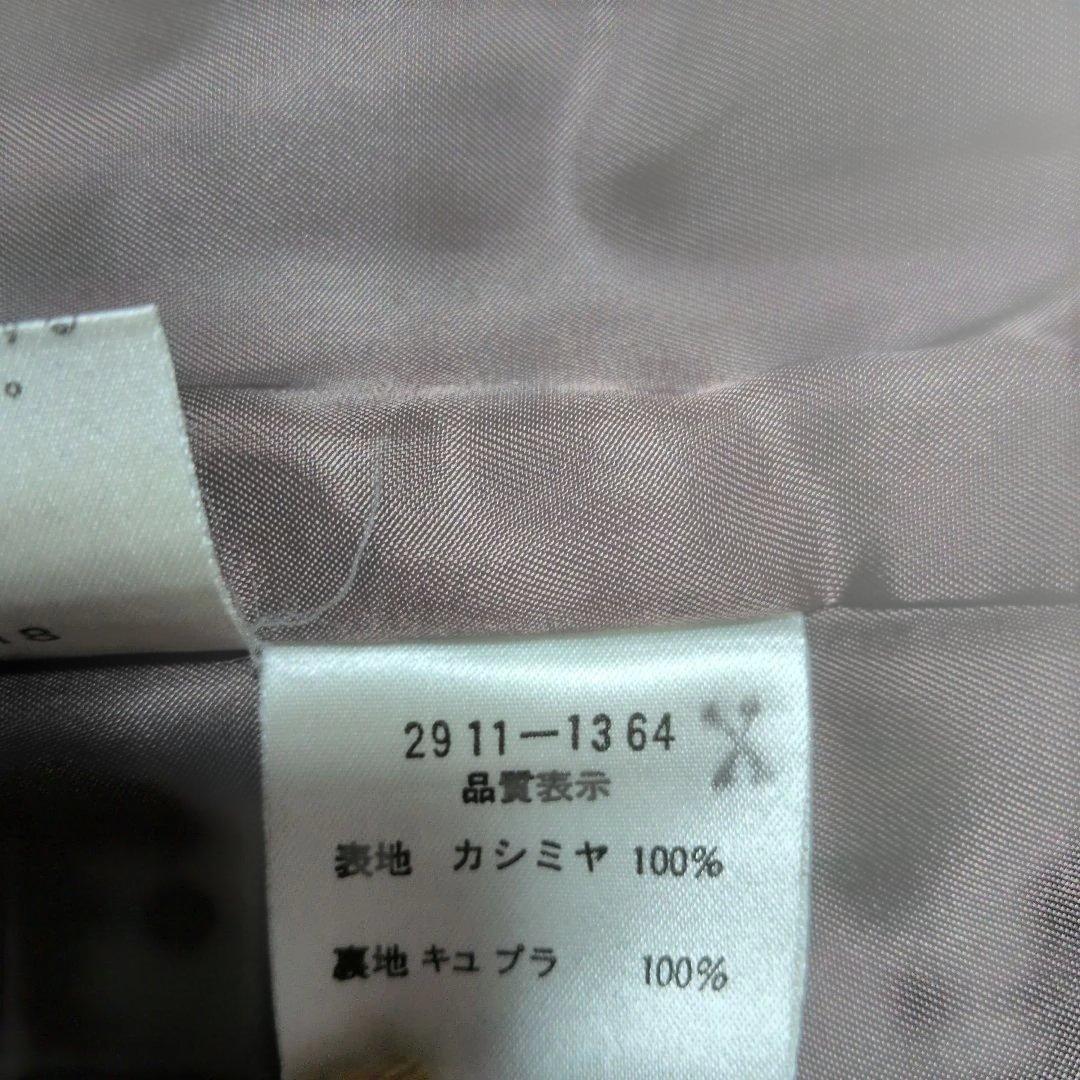 18
2911-1364
品質表示
表地 カシミヤ 100%
裏地 キュプラ 100%